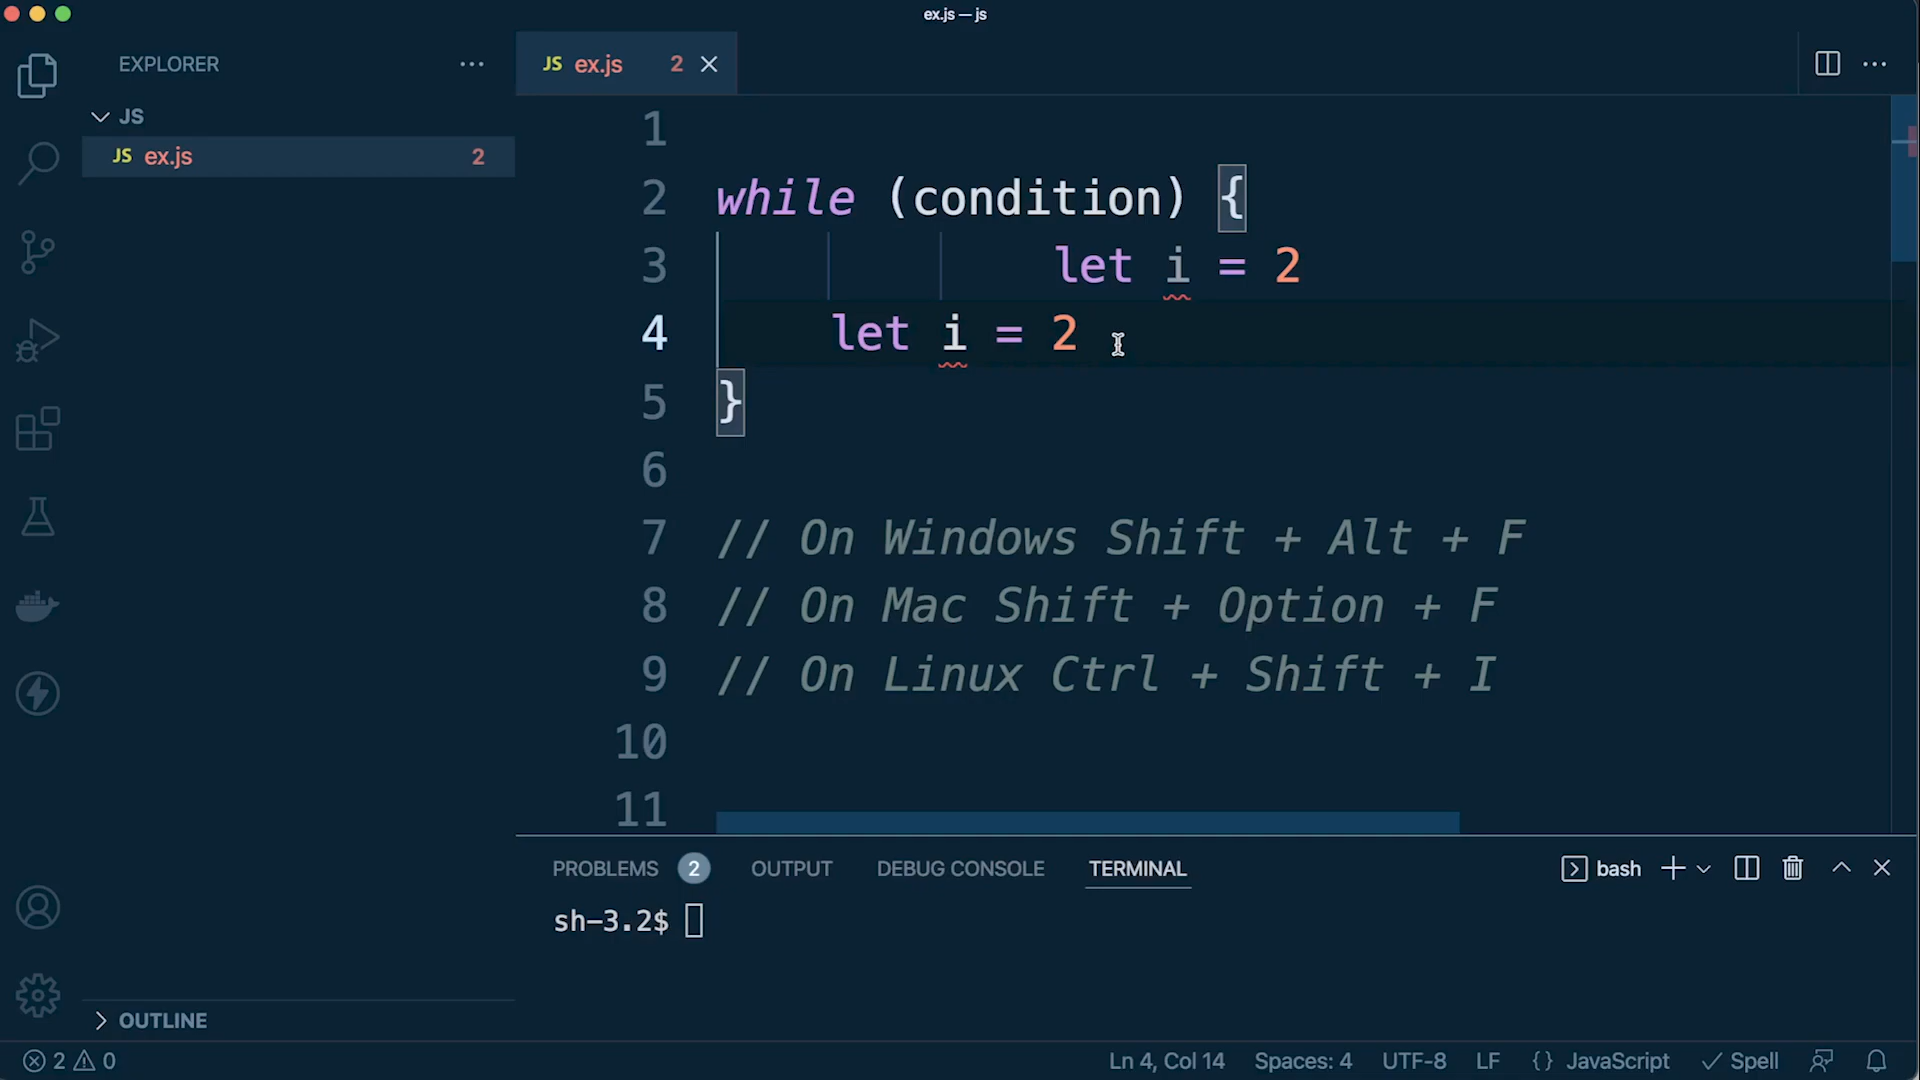 ex.js — js
EXPLORER
JS ex.js 2
JS
JS ex.js 2
1
2 while (condition) {
3 let i = 2
4 let i = 2
5 }
6
7 // On Windows Shift + Alt + F
8 // On Mac Shift + Option + F
9 // On Linux Ctrl + Shift + I
10
11
PROBLEMS 2 OUTPUT DEBUG CONSOLE TERMINAL bash
sh-3.2$
OUTLINE
2 0 Ln 4, Col 14 Spaces: 4 UTF-8 LF {} JavaScript ✓ Spell